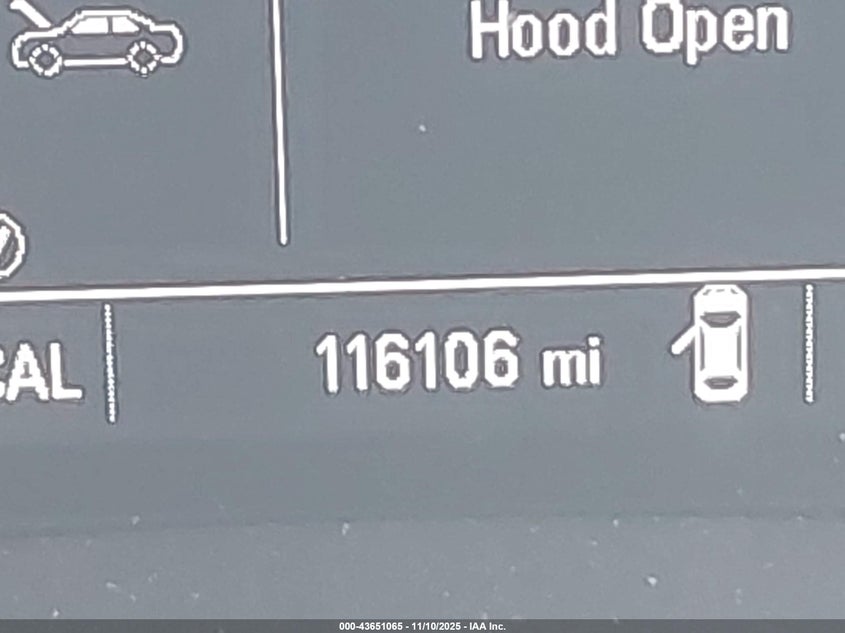 Hood Open
CAL
116106 mi
000-43651065 - 11/10/2025 - IAA Inc.